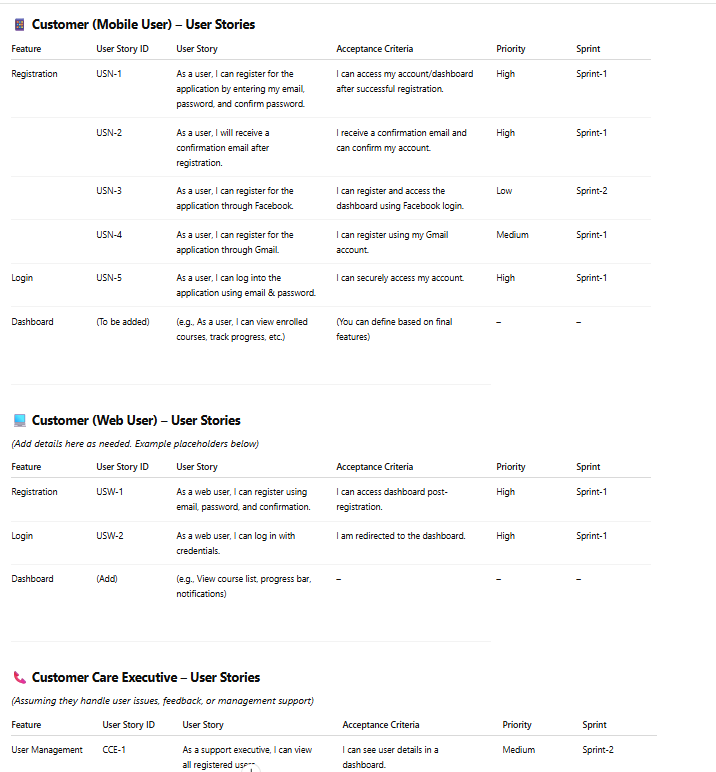 Customer (Mobile User) – User Stories
Feature User Story ID User Story Acceptance Criteria Priority Sprint
Registration USN-1 As a user, I can register for the I can access my account/dashboard High Sprint-1
application by entering my email, after successful registration.
password, and confirm password.
USN-2 As a user, I will receive a I receive a confirmation email and High Sprint-1
confirmation email after can confirm my account.
registration.
USN-3 As a user, I can register for the I can register and access the Low Sprint-2
application through Facebook. dashboard using Facebook login.
USN-4 As a user, I can register for the I can register using my Gmail Medium Sprint-1
application through Gmail. account.
Login USN-5 As a user, I can log into the I can securely access my account. High Sprint-1
application using email & password.
Dashboard (To be added) (e.g., As a user, I can view enrolled (You can define based on final – –
courses, track progress, etc.) features)
Customer (Web User) – User Stories
(Add details here as needed. Example placeholders below)
Feature User Story ID User Story Acceptance Criteria Priority Sprint
Registration USW-1 As a web user, I can register using I can access dashboard post- High Sprint-1
email, password, and confirmation. registration.
Login USW-2 As a web user, I can log in with I am redirected to the dashboard. High Sprint-1
credentials.
Dashboard (Add) (e.g., View course list, progress bar, – – –
notifications)
Customer Care Executive – User Stories
(Assuming they handle user issues, feedback, or management support)
Feature User Story ID User Story Acceptance Criteria Priority Sprint
User Management CCE-1 As a support executive, I can view I can see user details in a Medium Sprint-2
all registered dashboard.